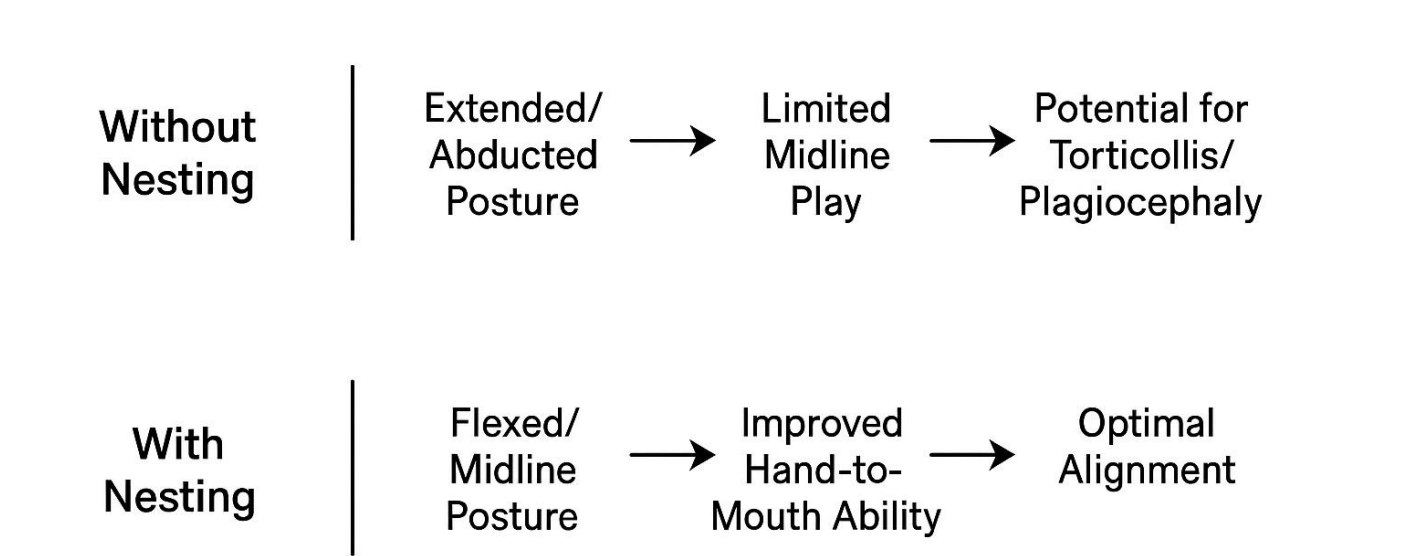 Without
Nesting
Extended/
Abducted
Posture
Limited
Midline
Play
Potential for
Torticollis/
Plagiocephaly
With
Nesting
Flexed/
Midline
Posture
Improved
Hand-to-
Mouth Ability
Optimal
Alignment